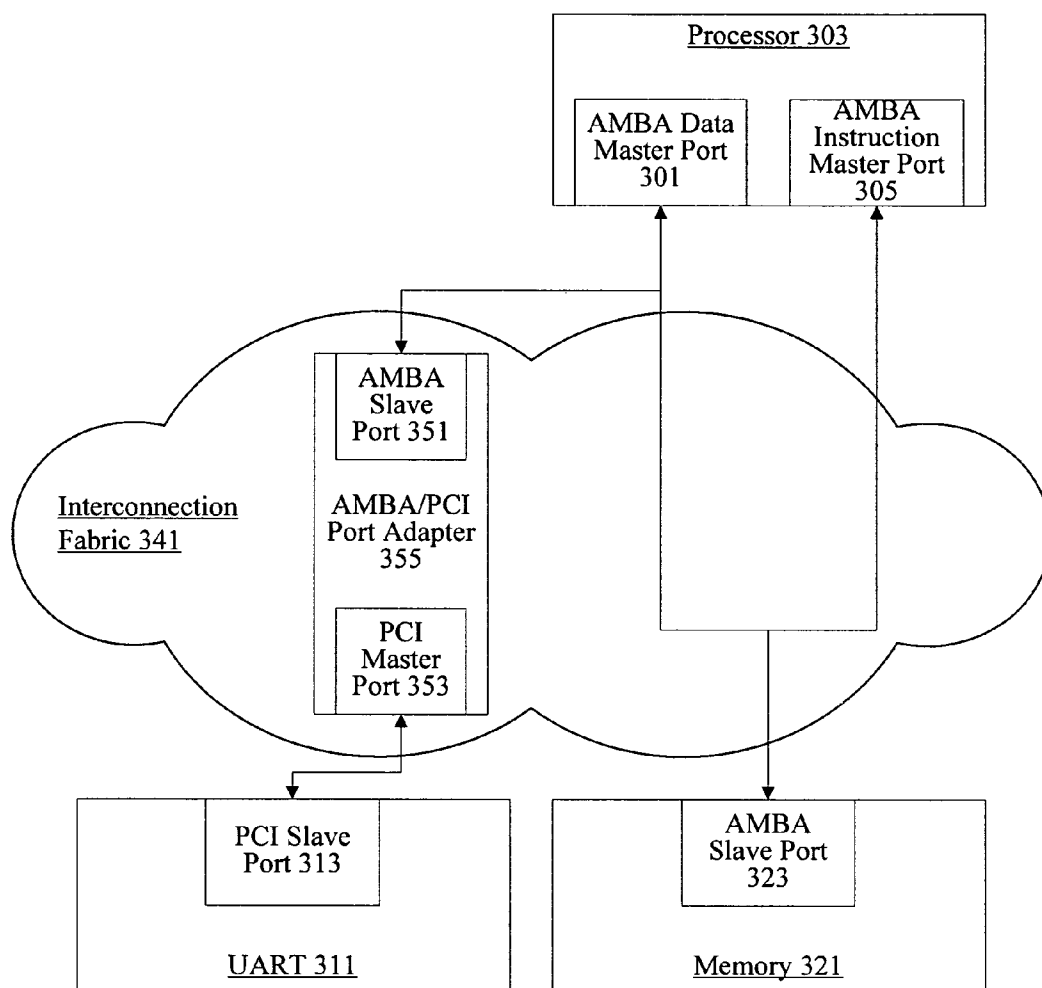 Processor 303
AMBA Data
Master Port
301
AMBA
Instruction
Master Port
305
AMBA
Slave
Port 351
Interconnection
Fabric 341
AMBA/PCI
Port Adapter
355
PCI
Master
Port 353
PCI Slave
Port 313
UART 311
AMBA
Slave Port
323
Memory 321